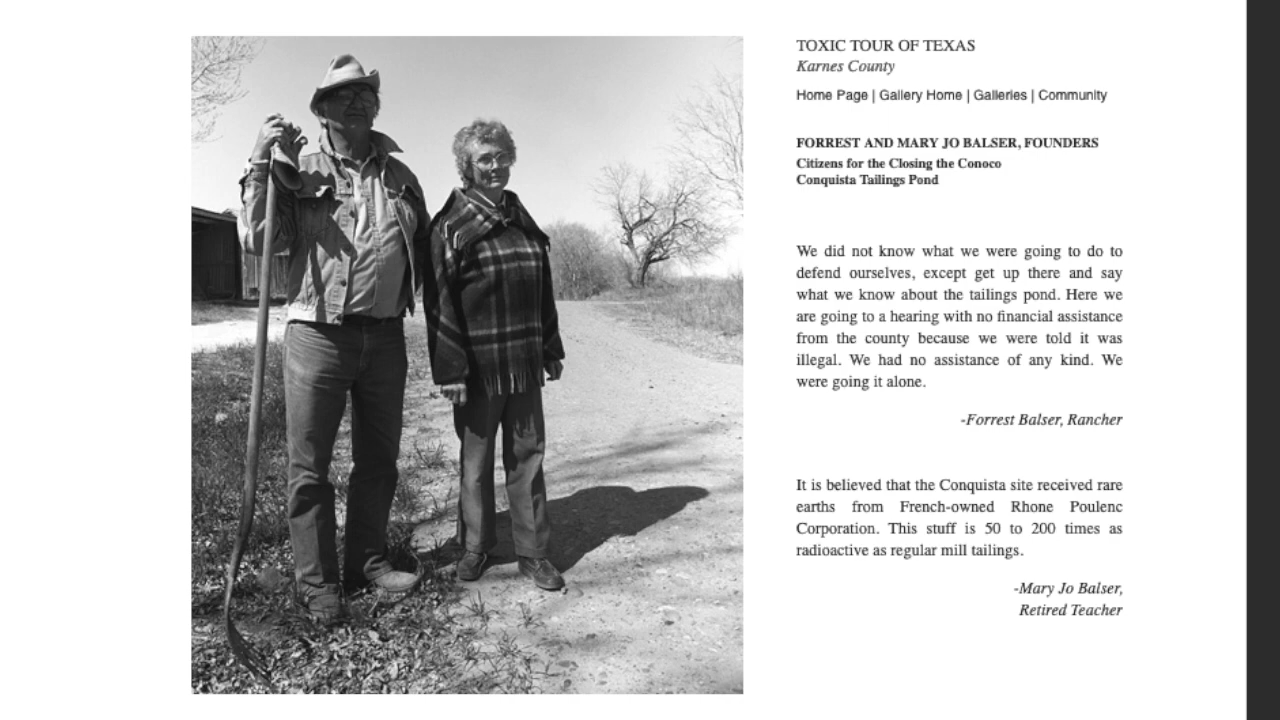 TOXIC TOUR OF TEXAS
Karnes County
Home Page | Gallery Home | Galleries | Community
FORREST AND MARY JO BALSER, FOUNDERS
Citizens for the Closing the Conoco
Conquista Tailings Pond
We did not know what we were going to do to
defend ourselves, except get up there and say
what we know about the tailings pond. Here we
are going to a hearing with no financial assistance
from the county because we were told it was
illegal. We had no assistance of any kind. We
were going it alone.
-Forrest Balser, Rancher
It is believed that the Conquista site received rare
earths from French-owned Rhone Poulenc
Corporation. This stuff is 50 to 200 times as
radioactive as regular mill tailings.
-Mary Jo Balser,
Retired Teacher